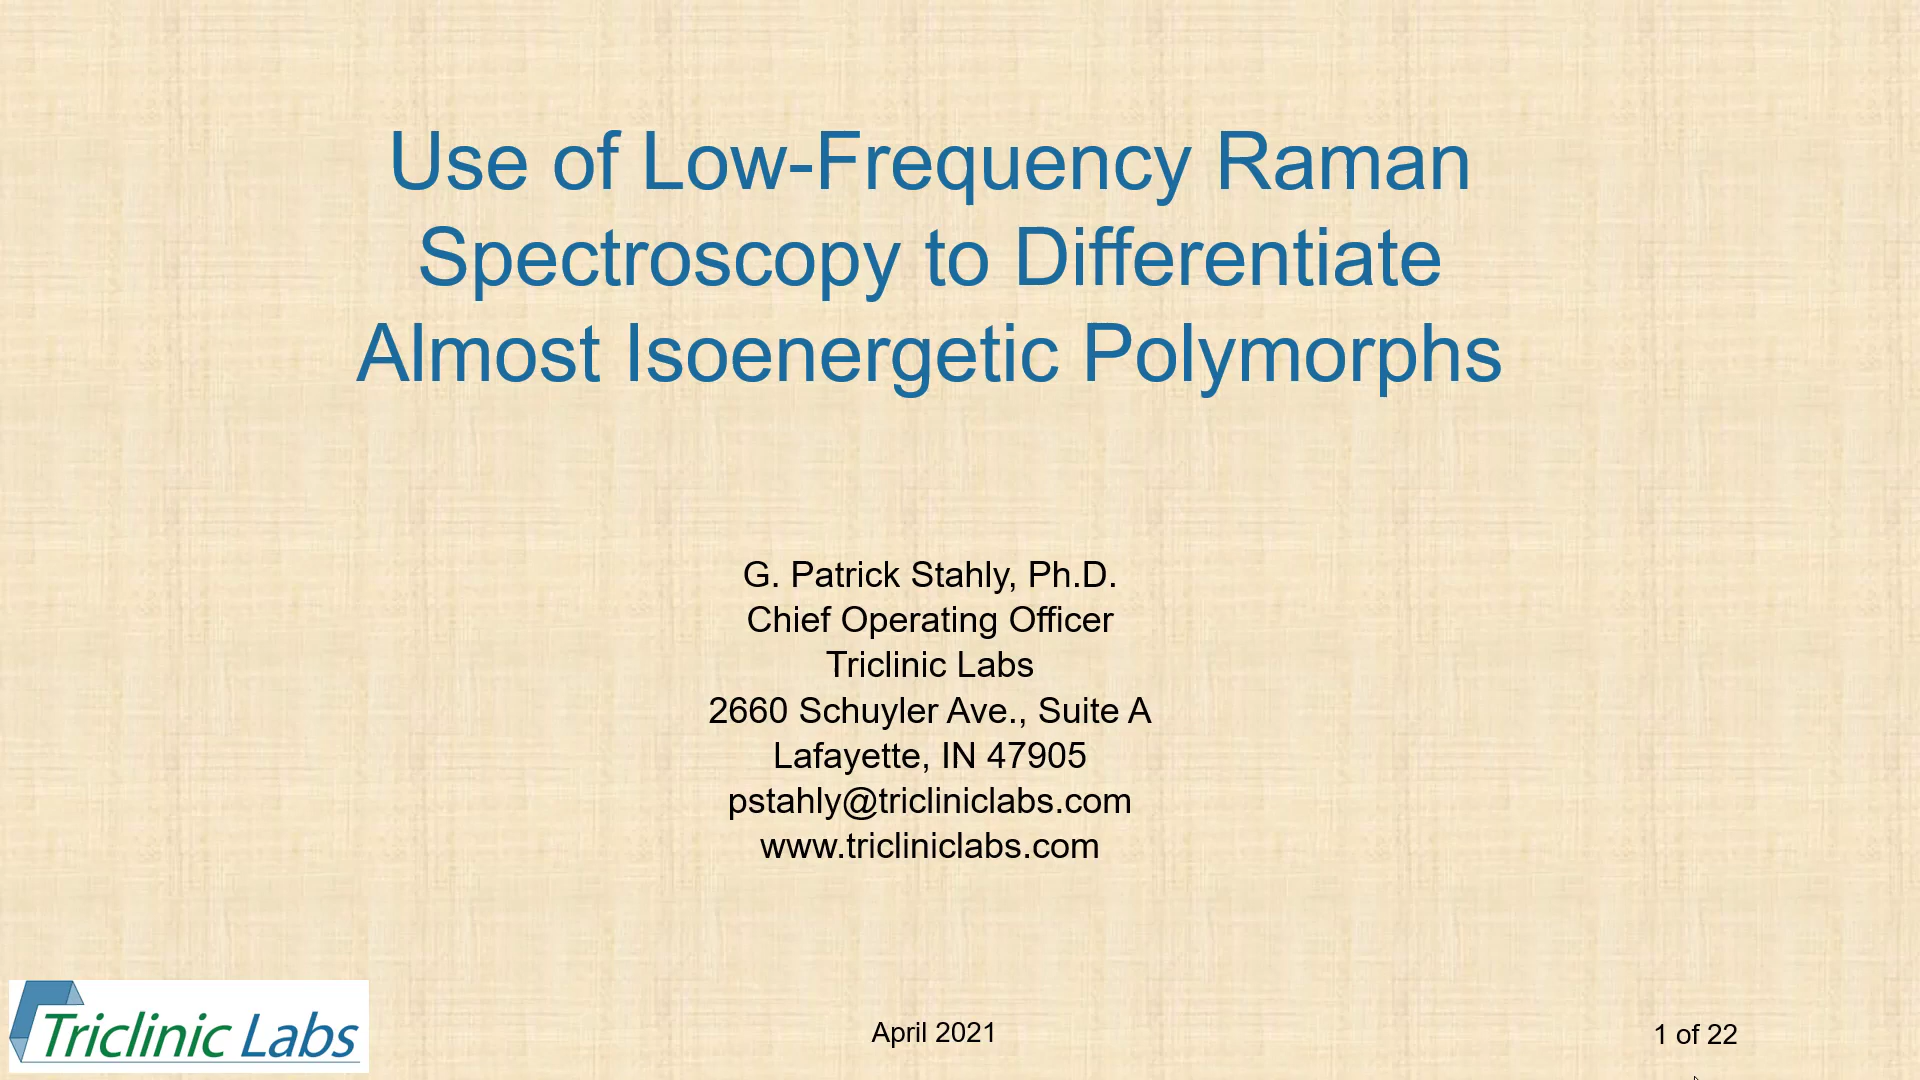 Use of Low-Frequency Raman
Spectroscopy to Differentiate
Almost Isoenergetic Polymorphs
G. Patrick Stahly, Ph.D.
Chief Operating Officer
Triclinic Labs
2660 Schuyler Ave., Suite A
Lafayette, IN 47905
pstahly@tricliniclabs.com
www.tricliniclabs.com
Triclinic Labs
April 2021
1 of 22